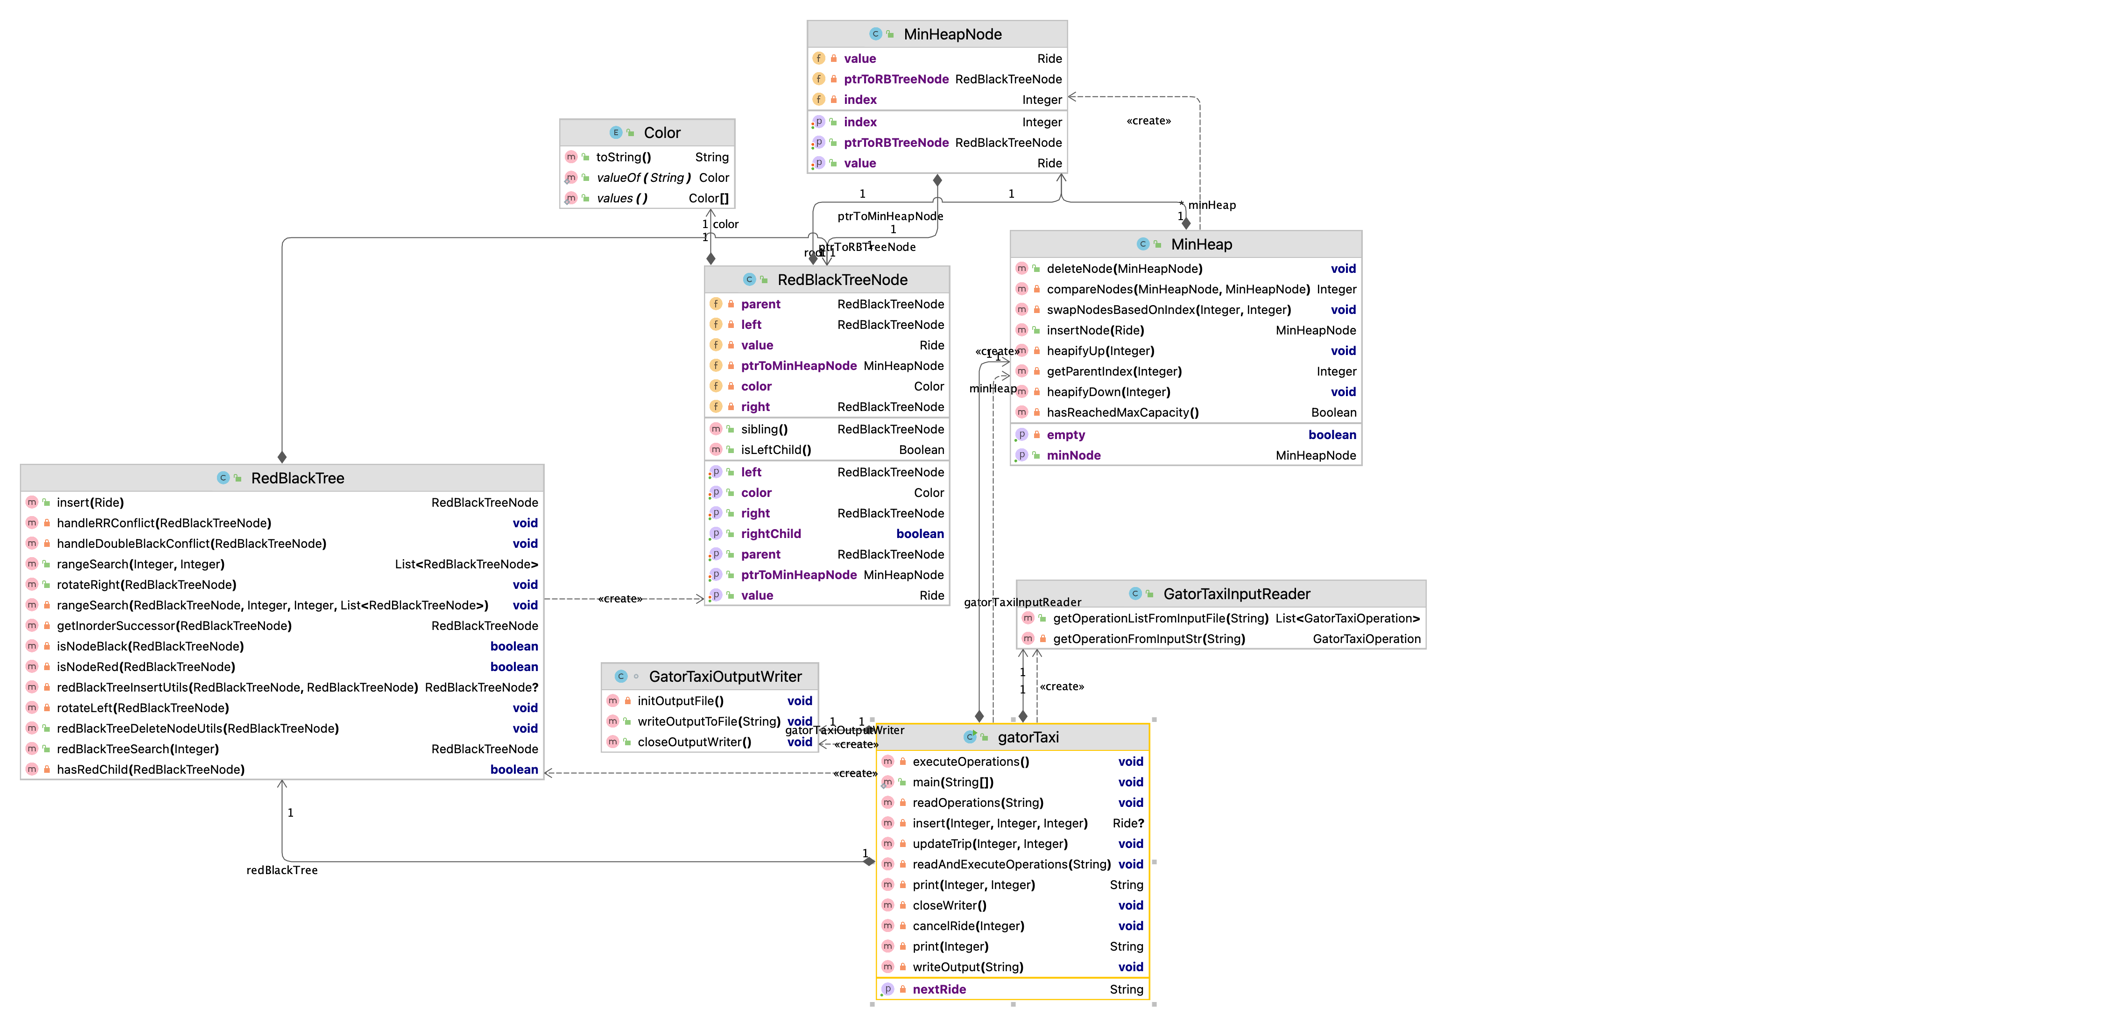 MinHeapNode
value Ride
ptrToRBTreeNode RedBlackTreeNode
index Integer
index Integer
ptrToRBTreeNode RedBlackTreeNode
value Ride
«create»
Color
toString() String
valueOf(String) Color
values() Color[]
1 1
* minHeap
1
ptrToMinHeapNode
1 color
1
1
ptrToRBTreeNode
1
MinHeap
deleteNode(MinHeapNode) void
compareNodes(MinHeapNode, MinHeapNode) Integer
swapNodesBasedOnIndex(Integer, Integer) void
insertNode(Ride) MinHeapNode
heapifyUp(Integer) void
getParentIndex(Integer) Integer
heapifyDown(Integer) void
hasReachedMaxCapacity() Boolean
empty boolean
minNode MinHeapNode
«create»
1 1
minHeap
RedBlackTreeNode
parent RedBlackTreeNode
left RedBlackTreeNode
value Ride
ptrToMinHeapNode MinHeapNode
color Color
right RedBlackTreeNode
sibling() RedBlackTreeNode
isLeftChild() Boolean
left RedBlackTreeNode
color Color
right RedBlackTreeNode
rightChild boolean
parent RedBlackTreeNode
ptrToMinHeapNode MinHeapNode
value Ride
RedBlackTree
insert(Ride) RedBlackTreeNode
handleRRConflict(RedBlackTreeNode) void
handleDoubleBlackConflict(RedBlackTreeNode) void
rangeSearch(Integer, Integer) List<RedBlackTreeNode>
rotateRight(RedBlackTreeNode) void
rangeSearch(RedBlackTreeNode, Integer, Integer, List<RedBlackTreeNode>) void
getInorderSuccessor(RedBlackTreeNode) RedBlackTreeNode
isNodeBlack(RedBlackTreeNode) boolean
isNodeRed(RedBlackTreeNode) boolean
redBlackTreeInsertUtils(RedBlackTreeNode, RedBlackTreeNode) RedBlackTreeNode?
rotateLeft(RedBlackTreeNode) void
redBlackTreeDeleteNodeUtils(RedBlackTreeNode) void
redBlackTreeSearch(Integer) RedBlackTreeNode
hasRedChild(RedBlackTreeNode) boolean
«create»
gatorTaxiInputReader
GatorTaxiInputReader
getOperationListFromInputFile(String) List<GatorTaxiOperation>
getOperationFromInputStr(String) GatorTaxiOperation
1
1
«create»
GatorTaxiOutputWriter
initOutputFile() void
writeOutputToFile(String) void
closeOutputWriter() void
1 1
gatorTaxiOutputWriter
«create»
«create»
gatorTaxi
executeOperations() void
main(String[]) void
readOperations(String) void
insert(Integer, Integer, Integer) Ride?
updateTrip(Integer, Integer) void
readAndExecuteOperations(String) void
print(Integer, Integer) String
closeWriter() void
cancelRide(Integer) void
print(Integer) String
writeOutput(String) void
nextRide String
1
1
redBlackTree